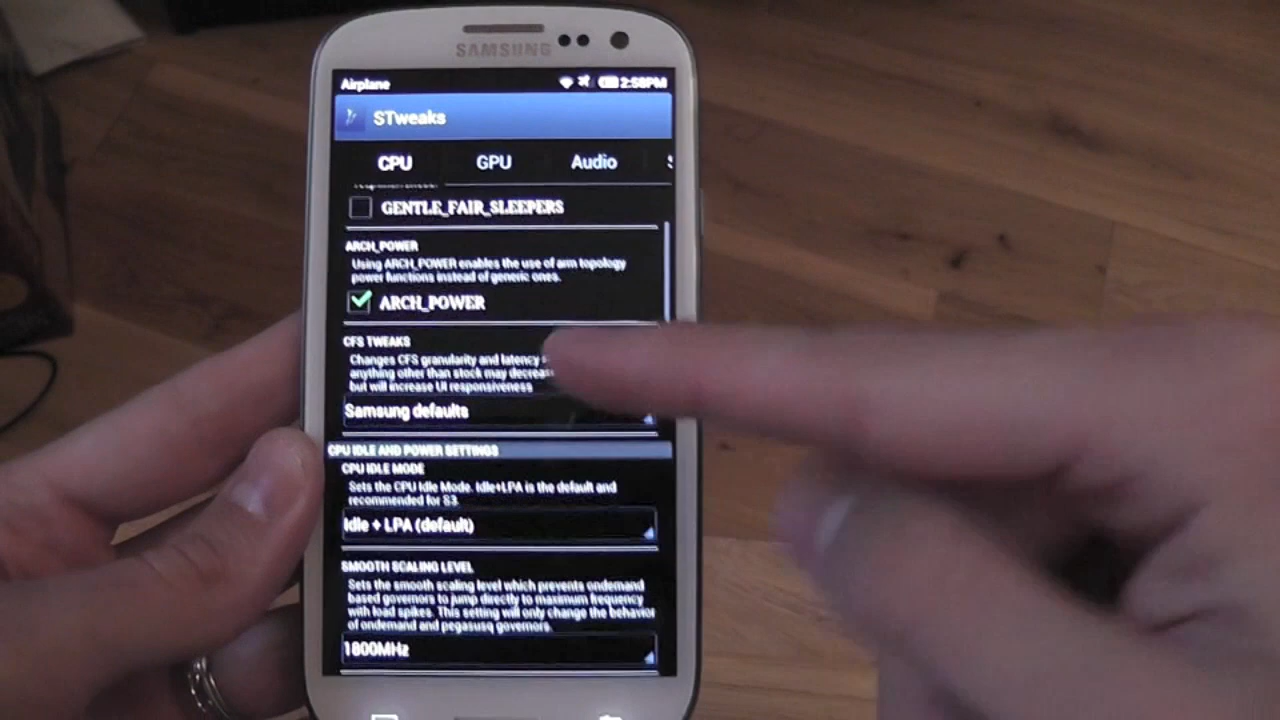 SAMSUNG
Airplane 2:58PM
STweaks
CPU GPU Audio
GENTLE_FAIR_SLEEPERS
ARCH_POWER
Using ARCH_POWER enables the use of arm topology
power functions instead of generic ones.
ARCH_POWER
CFS TWEAKS
Changes CFS granularity and latency
anything other than stock may
but will increase UI responsiveness
Samsung defaults
CPU IDLE AND POWER SETTINGS
CPU IDLE MODE
Sets the CPU Idle Mode. Idle+LPA is the default and
recommended for S3.
Idle + LPA (default)
SMOOTH SCALING LEVEL
Sets the smooth scaling level which prevents ondemand
based governors to jump directly to maximum frequency
with load spikes. This setting will only change the behavior
of ondemand and pegasusq governors.
1800MHz